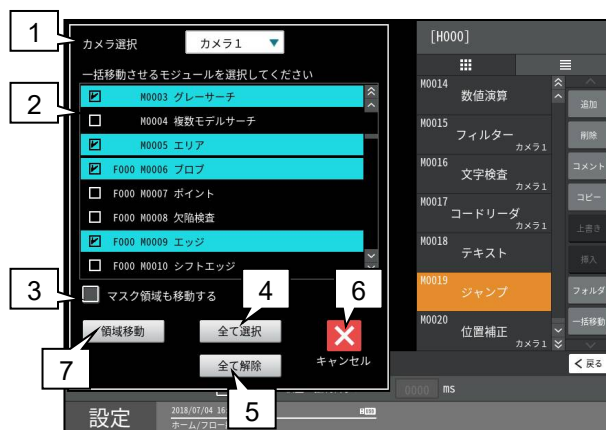 1
カメラ選択
カメラ1
一括移動させるモジュールを選択してください
2
M0003 グレーサーチ
M0004 複数モデルサーチ
M0005 エリア
F000 M0006 ブロブ
F000 M0007 ポイント
F000 M0008 欠陥検査
F000 M0009 エッジ
F000 M0010 シフトエッジ
3
マスク領域も移動する
4
6
領域移動
全て選択
キャンセル
7
全て解除
5
[H000]
M0014
数値演算
M0015
フィルター
カメラ1
M0016
文字検査
カメラ1
M0017
コードリーダ
カメラ1
M0018
テキスト
M0019
ジャンプ
M0020
位置補正
カメラ1
追加
削除
コメント
コピー
上書き
挿入
フォルダ
一括移動
戻る
0000 ms
設定
2018/07/04 16
ホーム/フロー